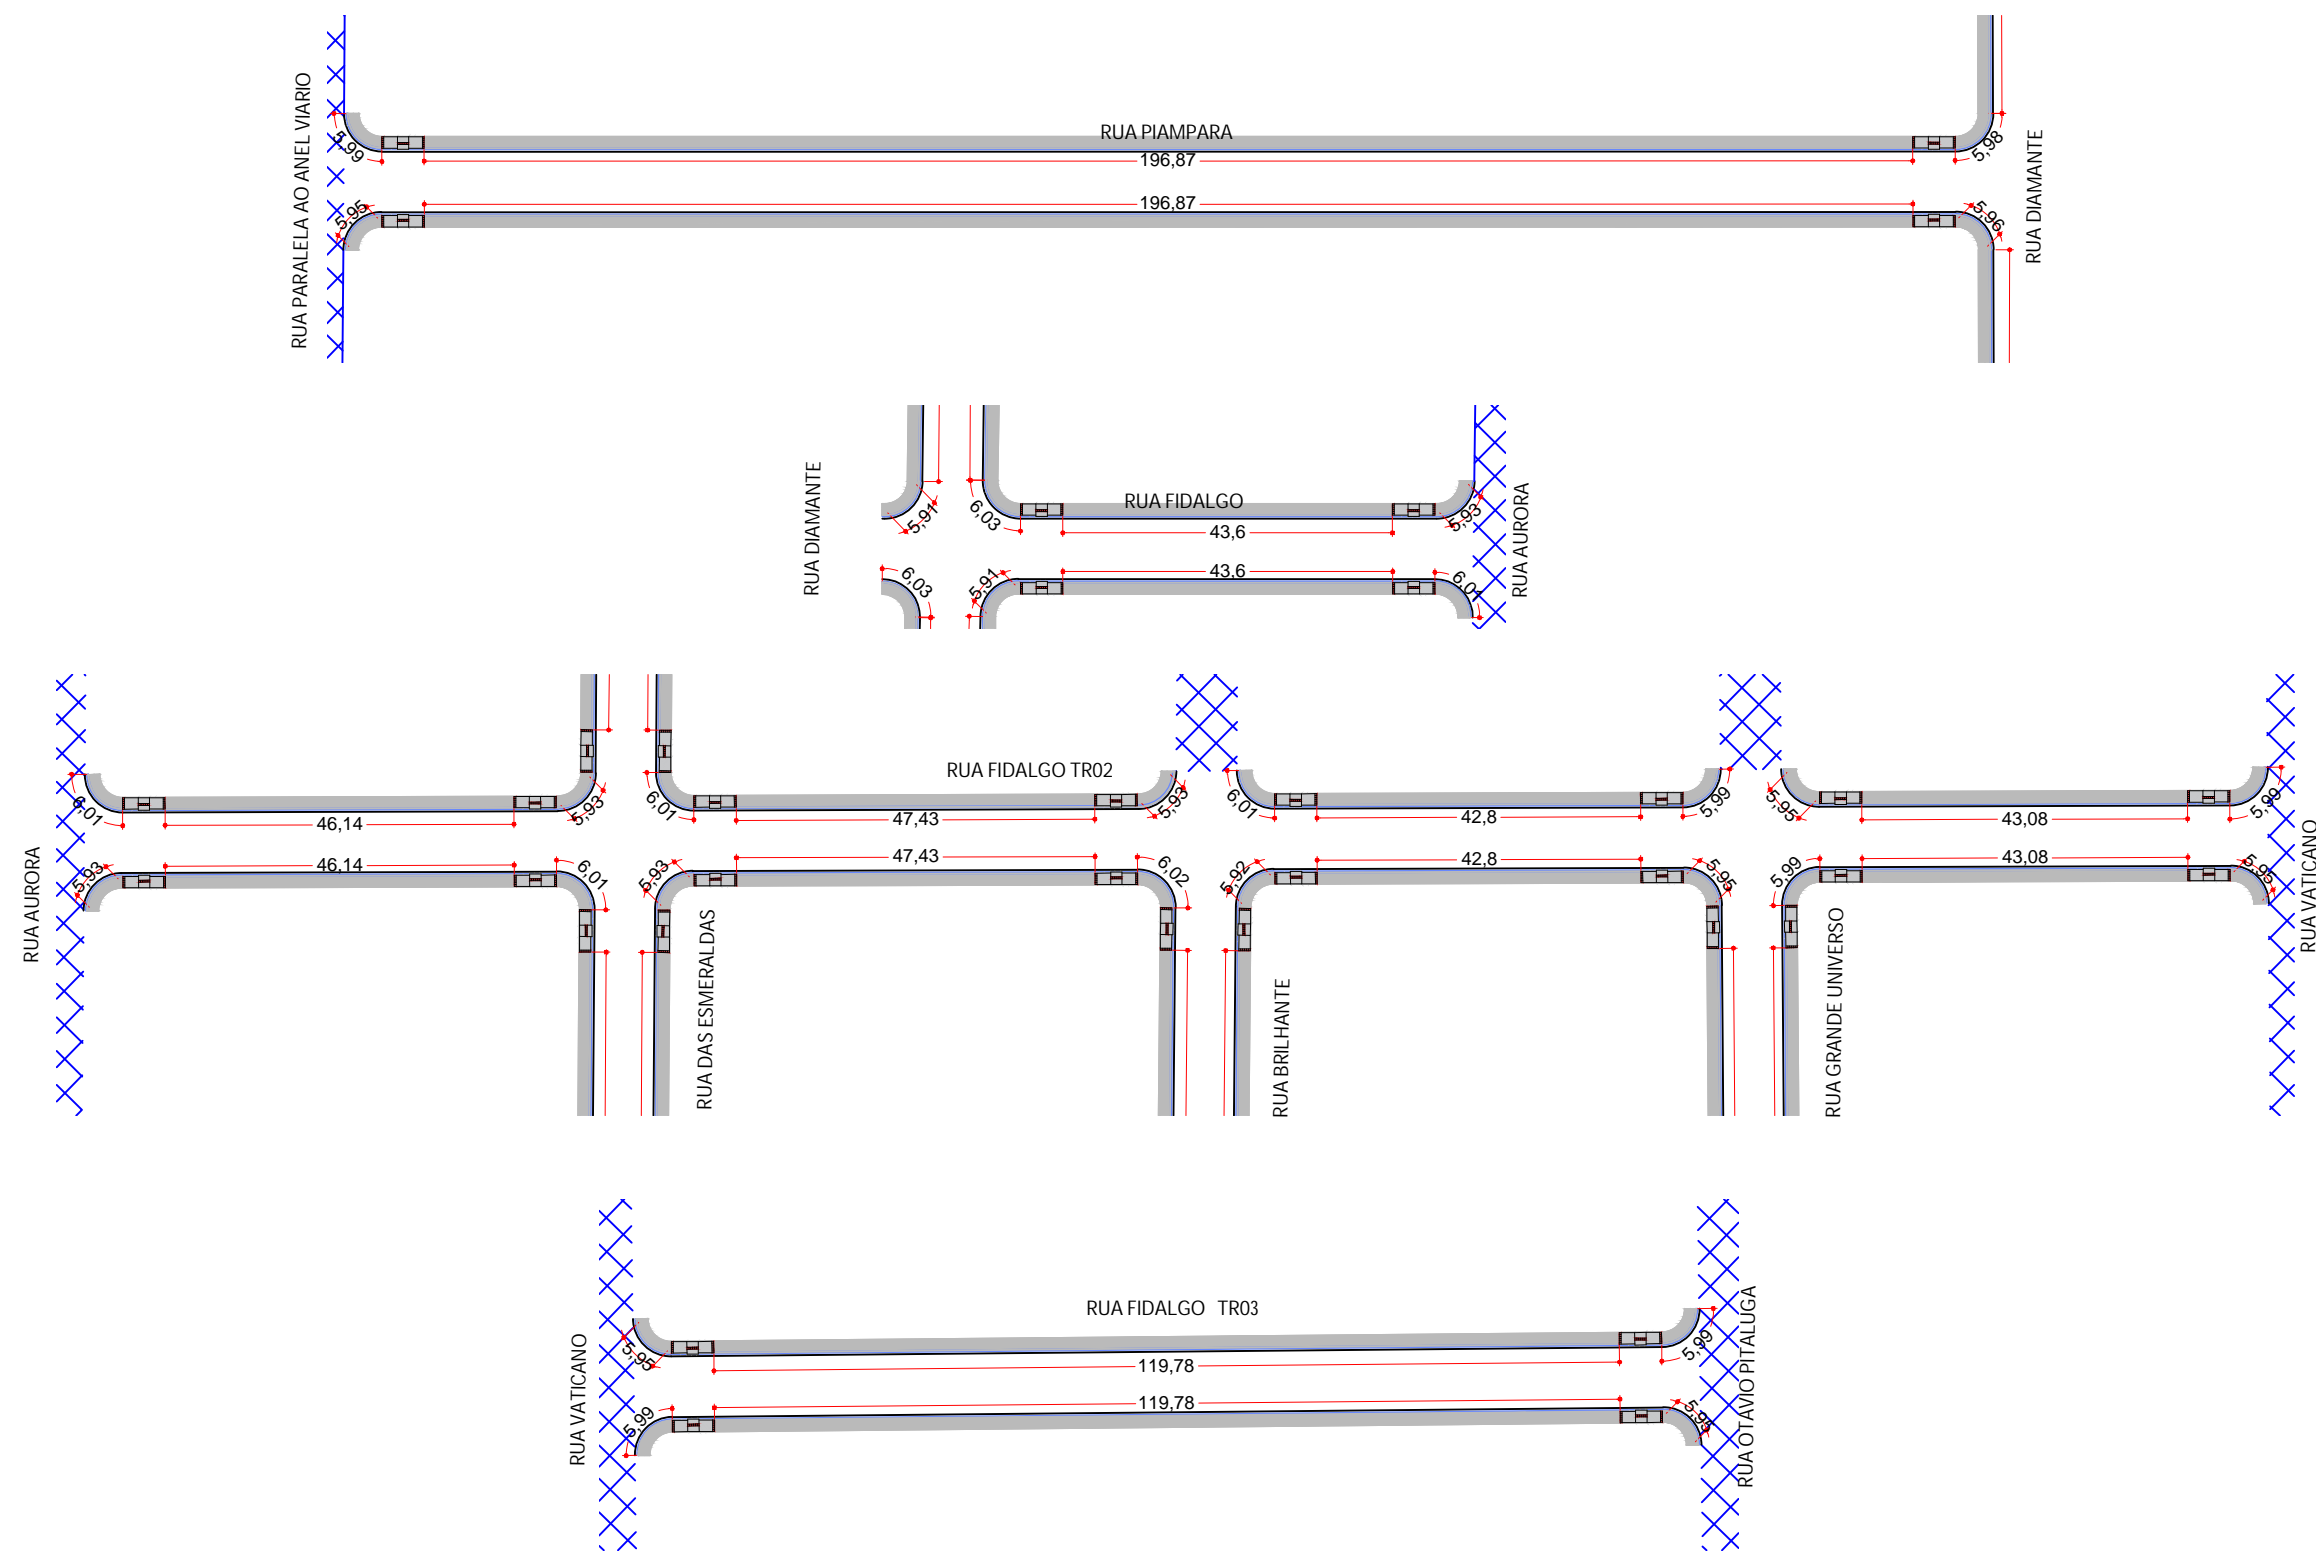 RUA PIAMPARA
RUA PARALELA AO ANEL VIARIO
RUA DIAMANTE
5,99
196,87
5,98
5,95
196,87
5,96
RUA DIAMANTE
RUA FIDALGO
RUA AURORA
5,91
6,03
43,6
5,93
6,03
5,91
43,6
6,01
RUA FIDALGO TR02
6,01
46,14
5,93
6,01
47,43
5,93
6,01
42,8
5,99
5,95
43,08
5,99
RUA AURORA
5,93
46,14
6,01
5,93
47,43
6,02
5,92
42,8
5,95
5,99
43,08
5,95
RUA VATICANO
RUA DAS ESMERALDAS
RUA BRILHANTE
RUA GRANDE UNIVERSO
RUA FIDALGO TR03
RUA VATICANO
5,95
119,78
5,99
5,99
119,78
5,95
RUA OTAVIO PITALUGA